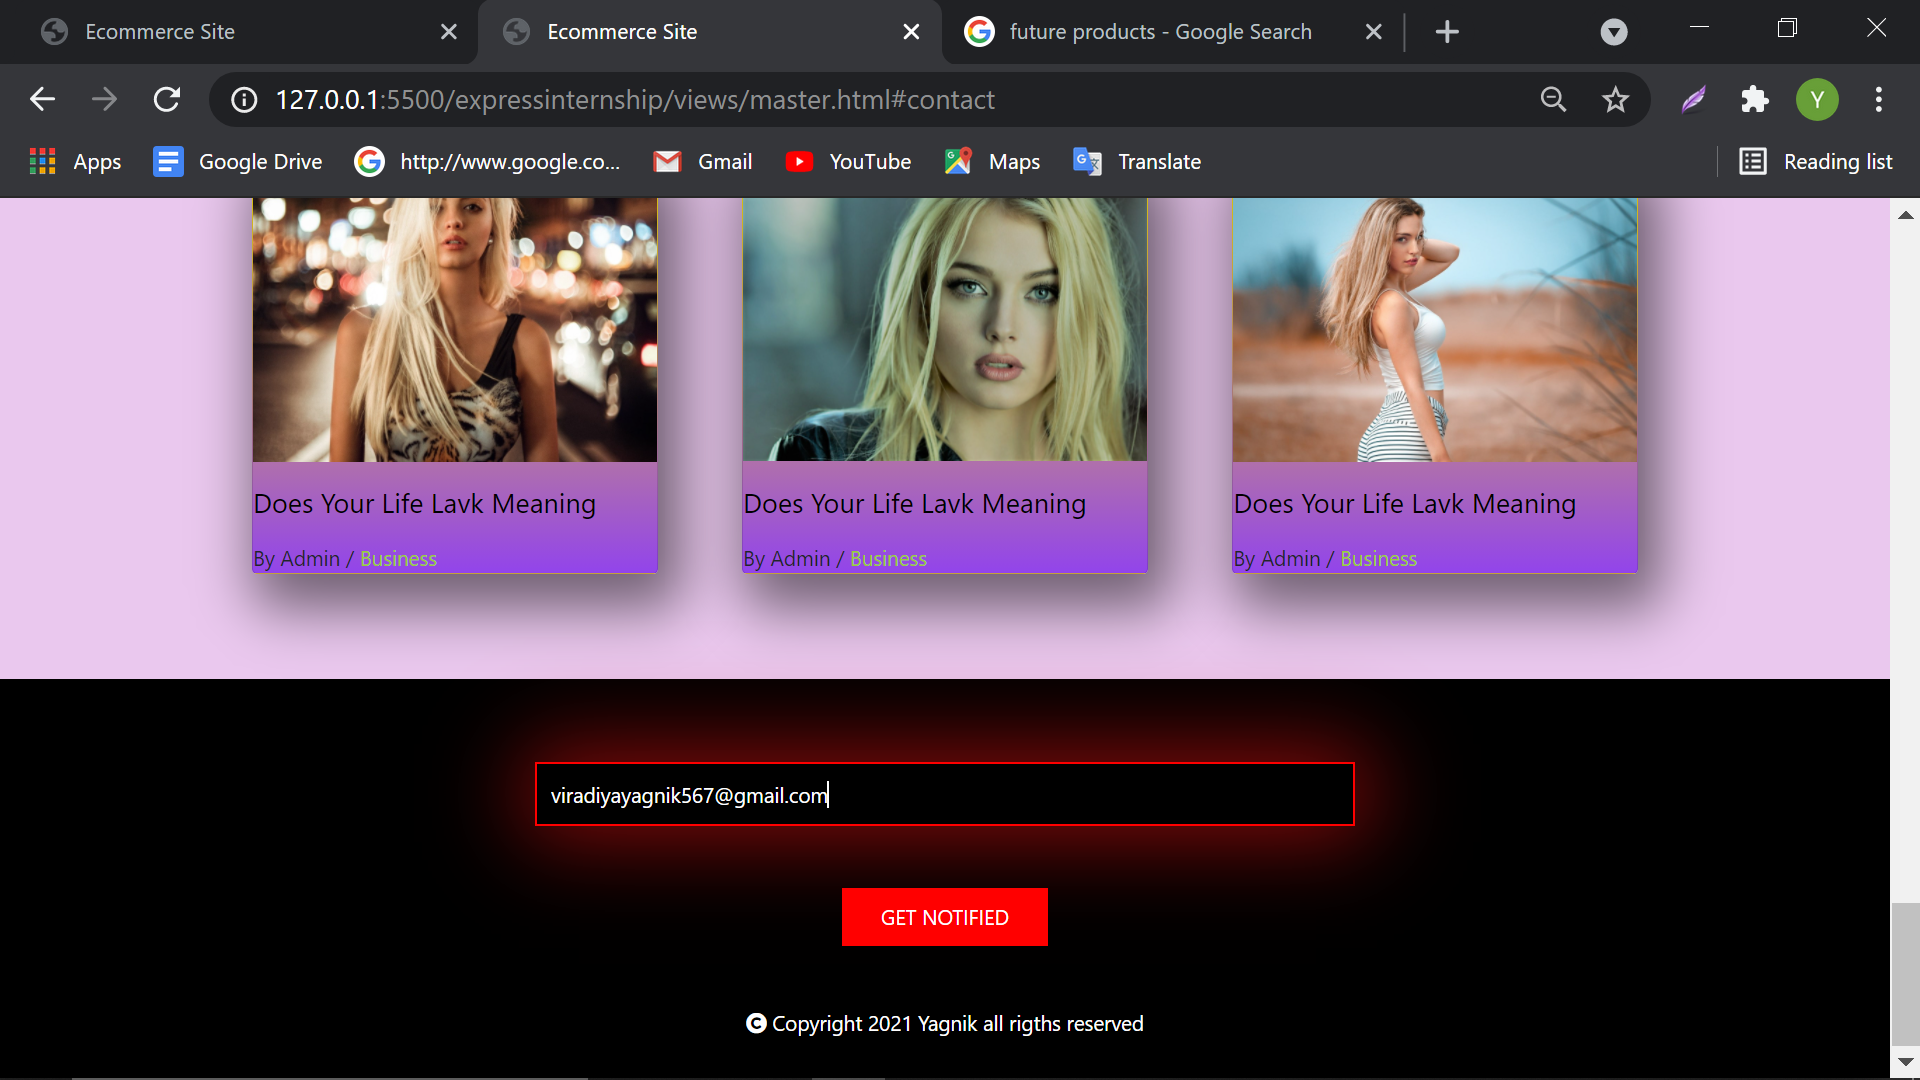 Ecommerce Site
Ecommerce Site
future products - Google Search
127.0.0.1:5500/expressinternship/views/master.html#contact
Y
Apps
Google Drive
http://www.google.co...
Gmail
YouTube
Maps
Translate
Reading list
Does Your Life Lavk Meaning
Does Your Life Lavk Meaning
Does Your Life Lavk Meaning
By Admin / Business
By Admin / Business
By Admin / Business
viradiyayagnik567@gmail.com
GET NOTIFIED
Copyright 2021 Yagnik all rigths reserved